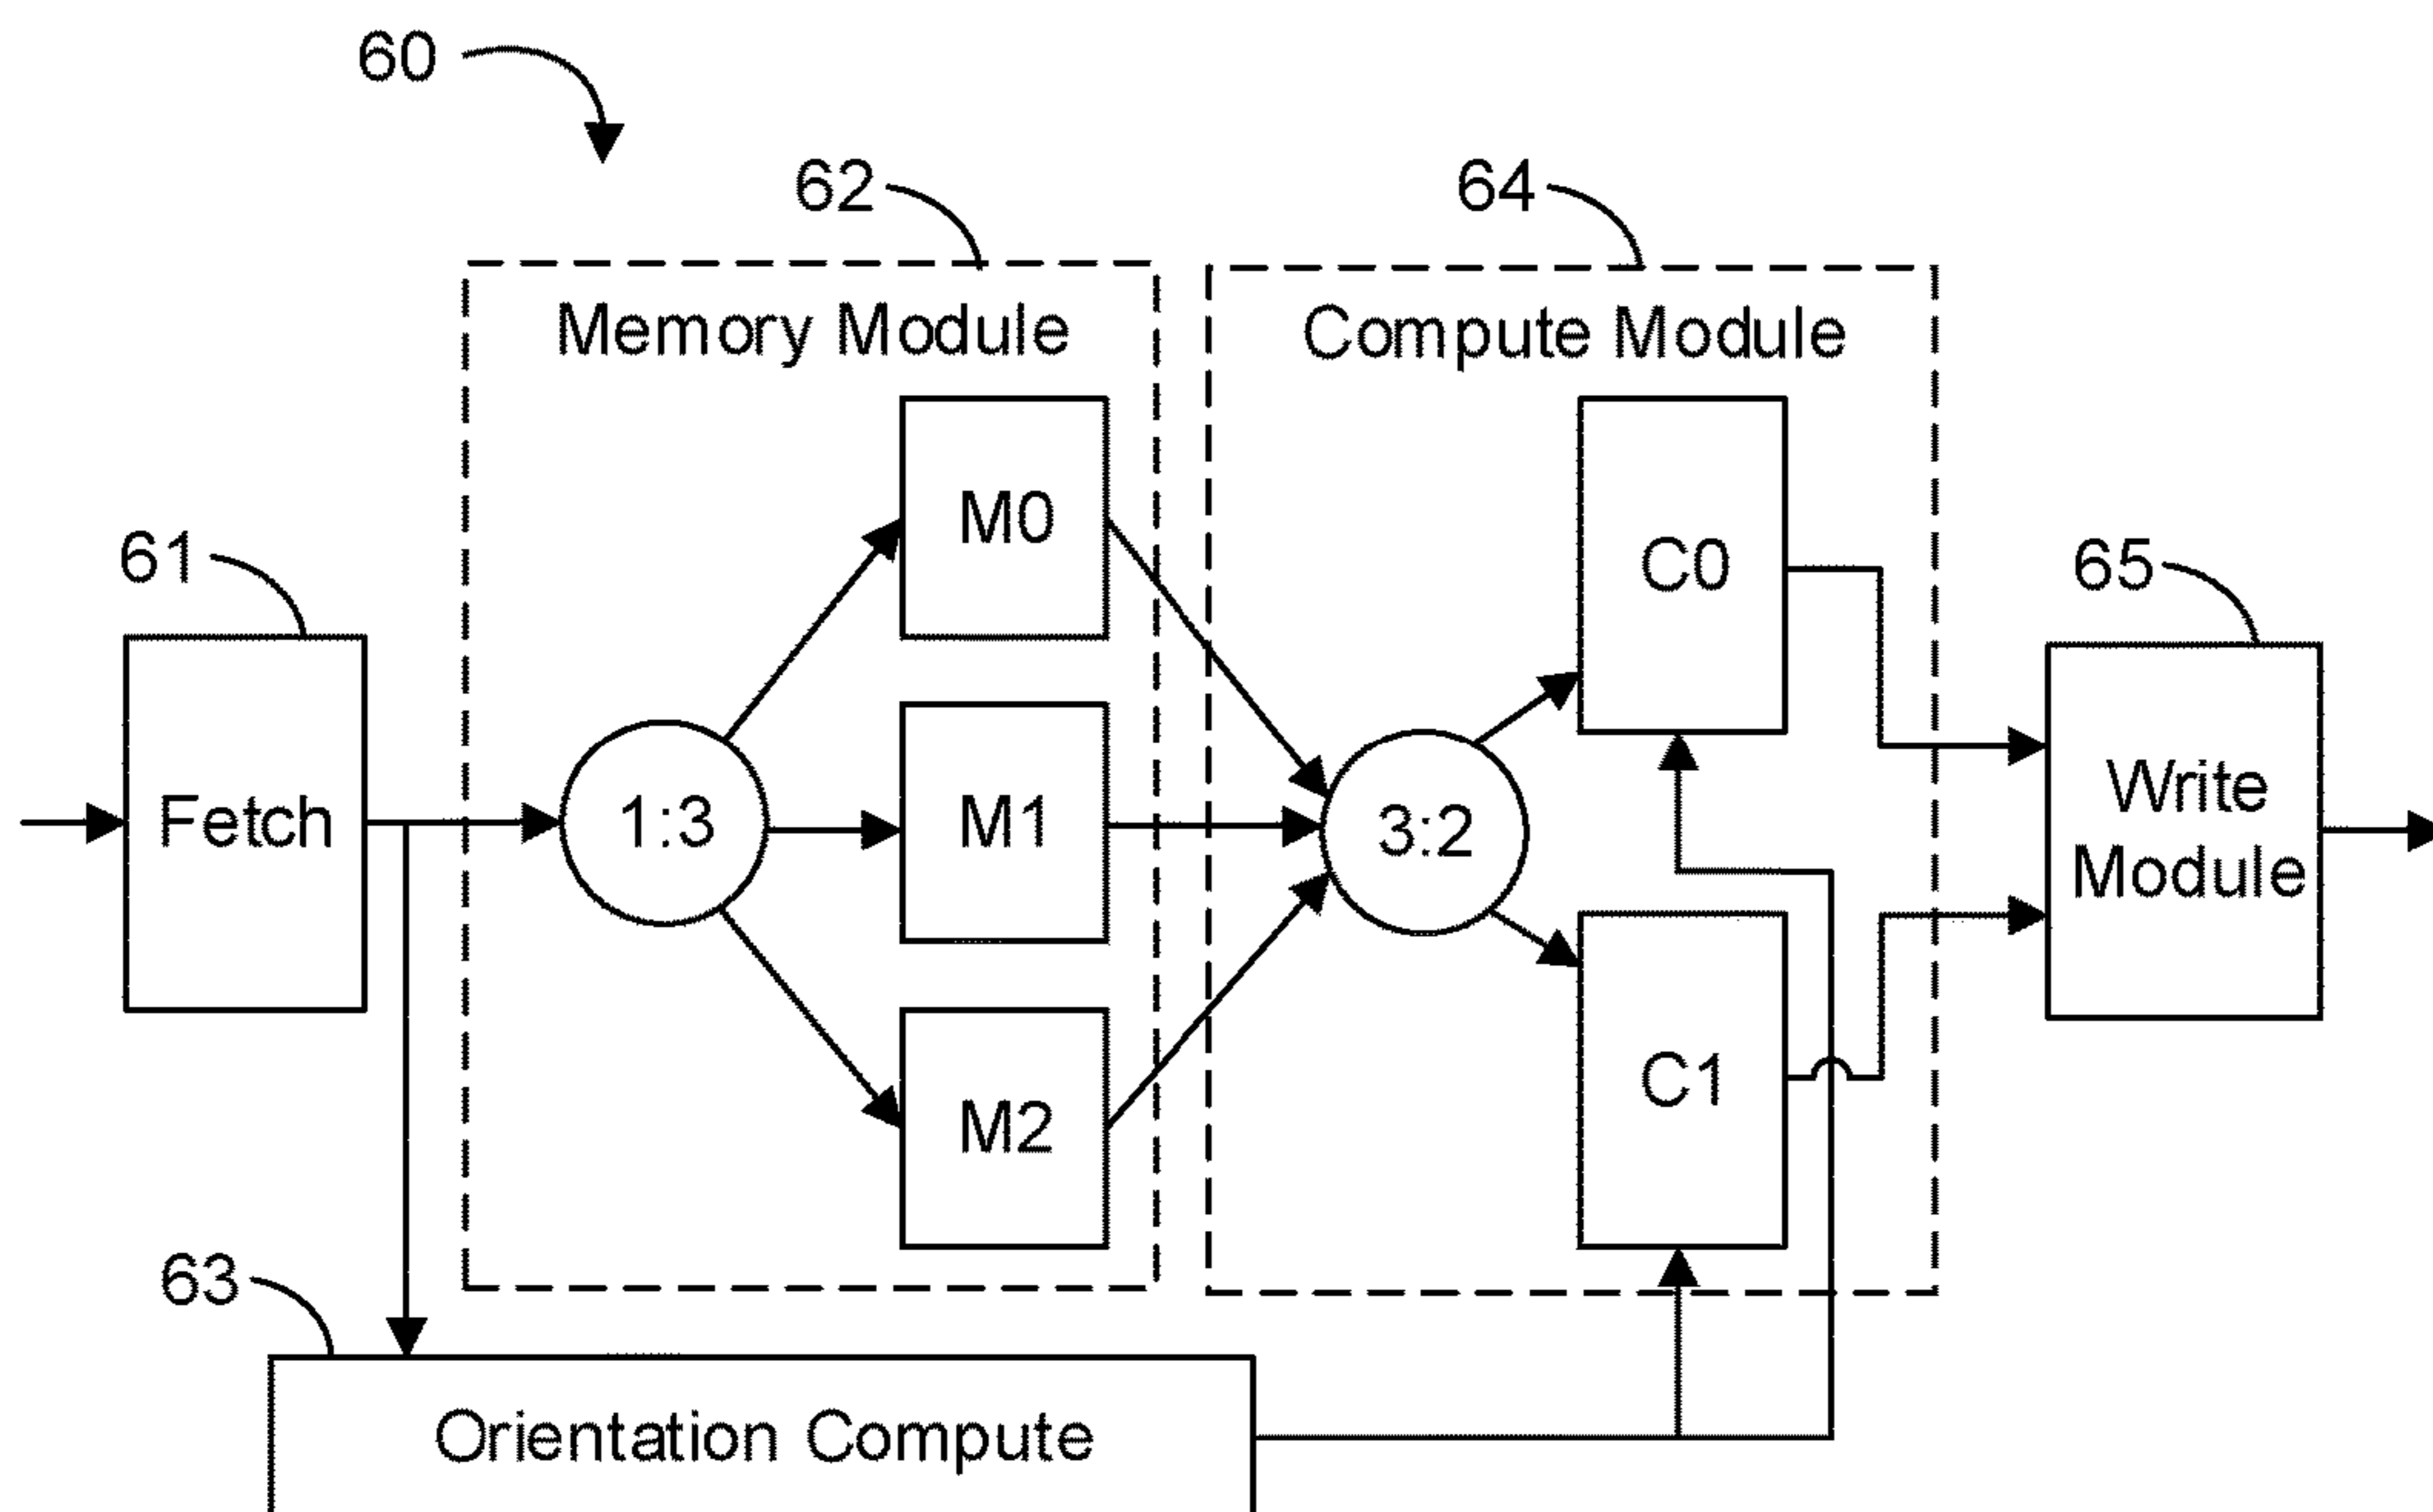 60
62
64
Memory Module
Compute Module
M0
C0
61
65
Fetch
1:3
M1
3:2
Write
Module
M2
C1
63
Orientation Compute